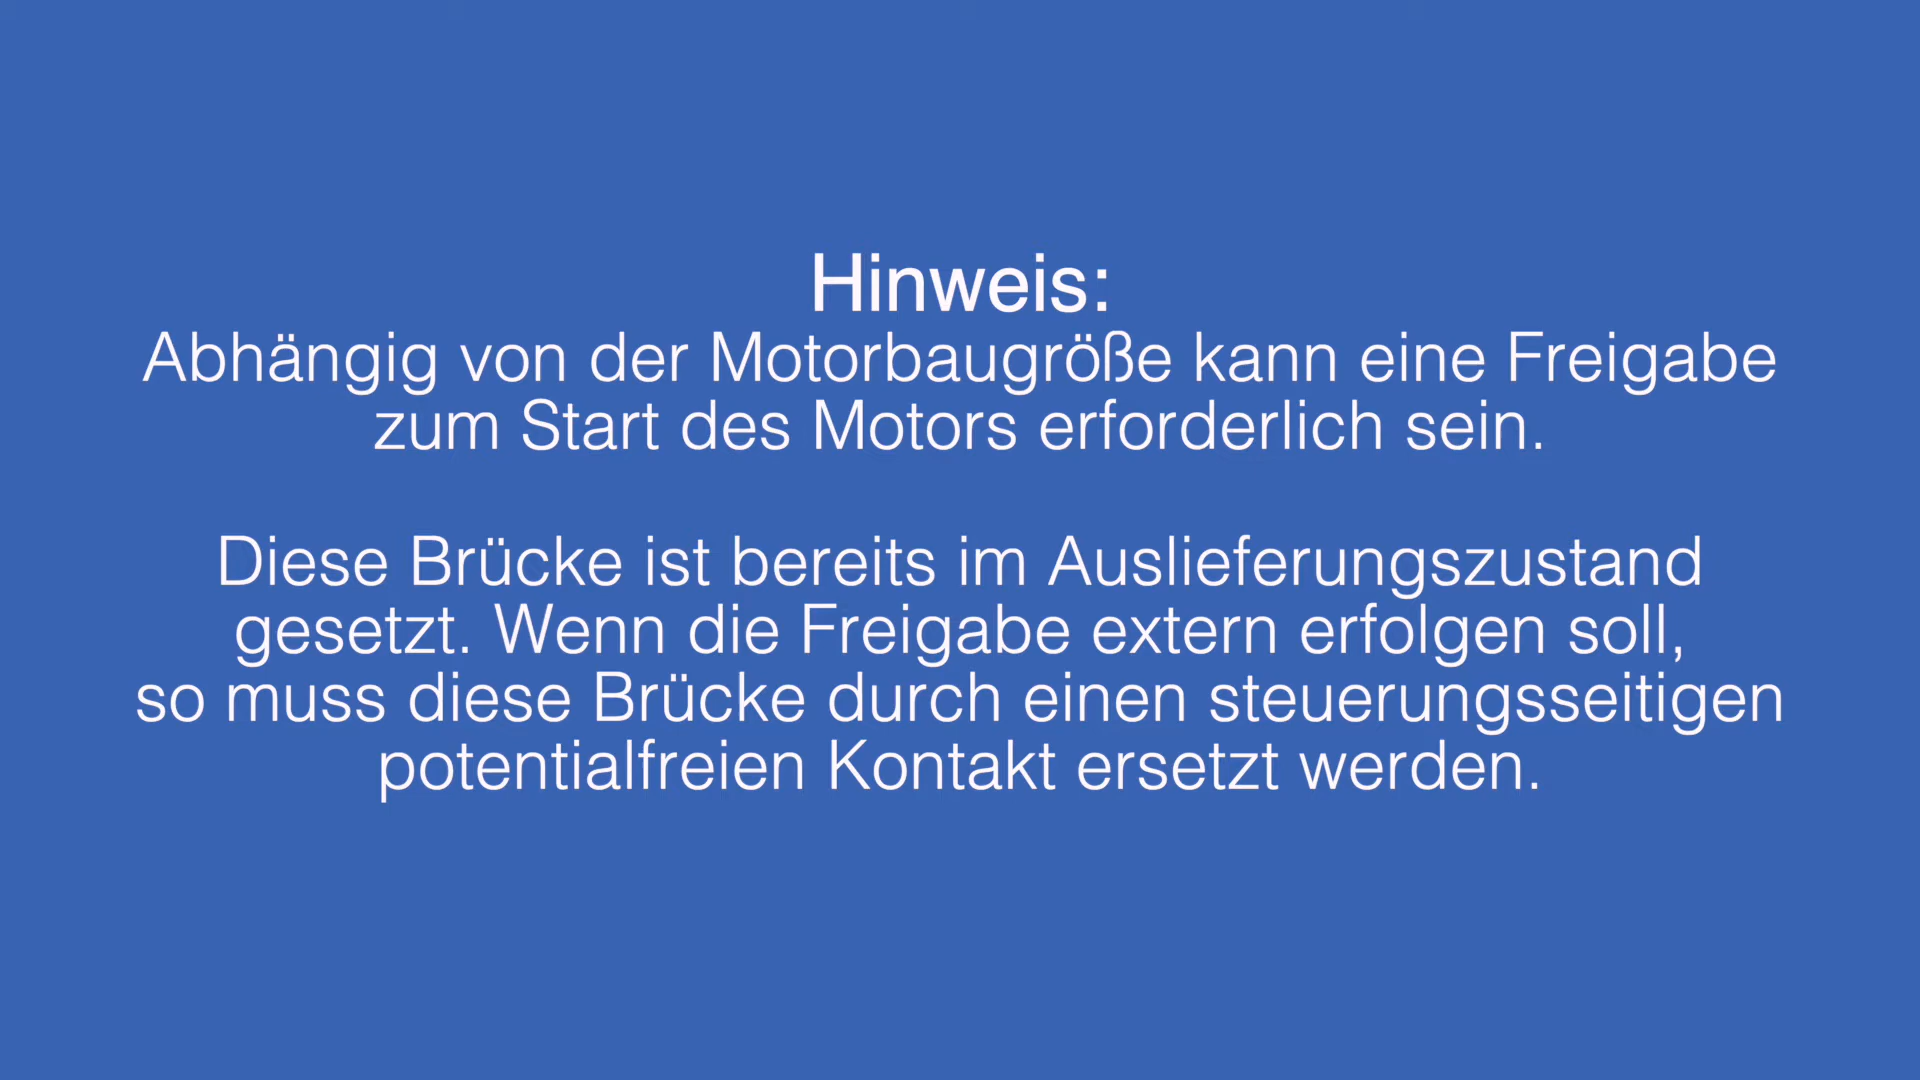 Hinweis:
Abhängig von der Motorbaugröße kann eine Freigabe
zum Start des Motors erforderlich sein.
Diese Brücke ist bereits im Auslieferungszustand
gesetzt. Wenn die Freigabe extern erfolgen soll,
so muss diese Brücke durch einen steuerungsseitigen
potentialfreien Kontakt ersetzt werden.